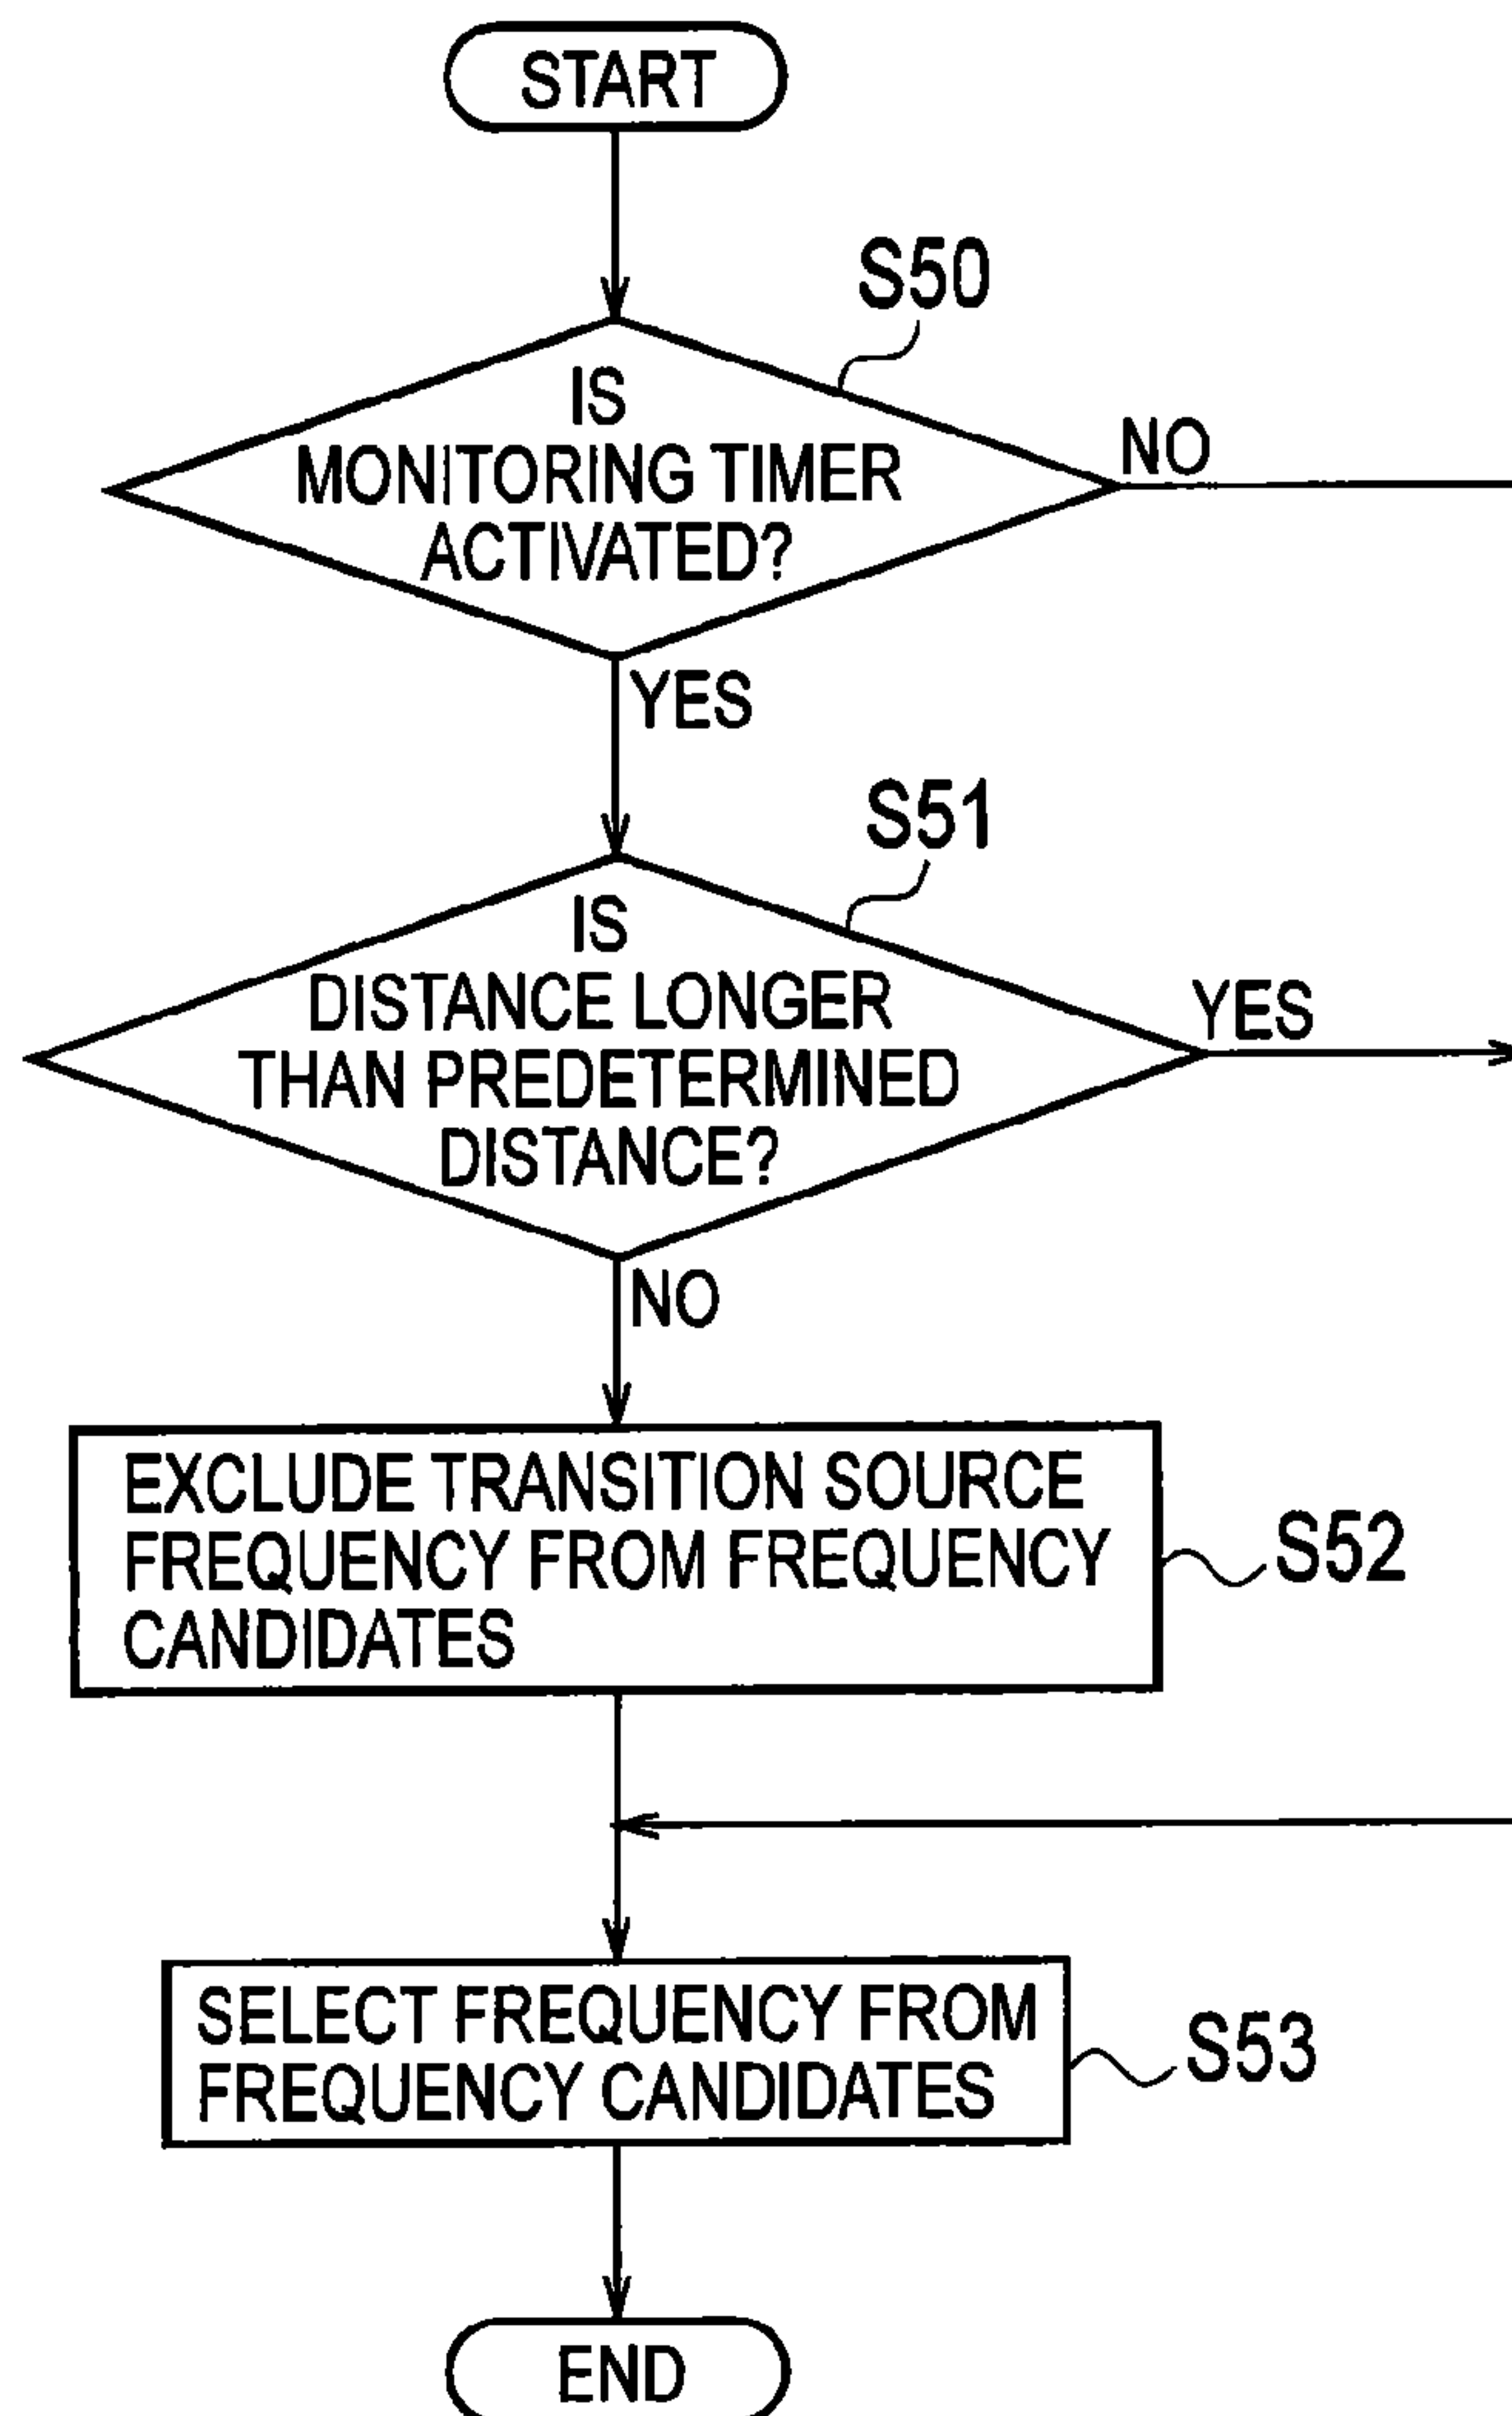 START
S50
IS
MONITORING TIMER
ACTIVATED?
NO
YES
S51
IS
DISTANCE LONGER
THAN PREDETERMINED
DISTANCE?
YES
NO
EXCLUDE TRANSITION SOURCE
FREQUENCY FROM FREQUENCY
CANDIDATES
S52
SELECT FREQUENCY FROM
FREQUENCY CANDIDATES
S53
END